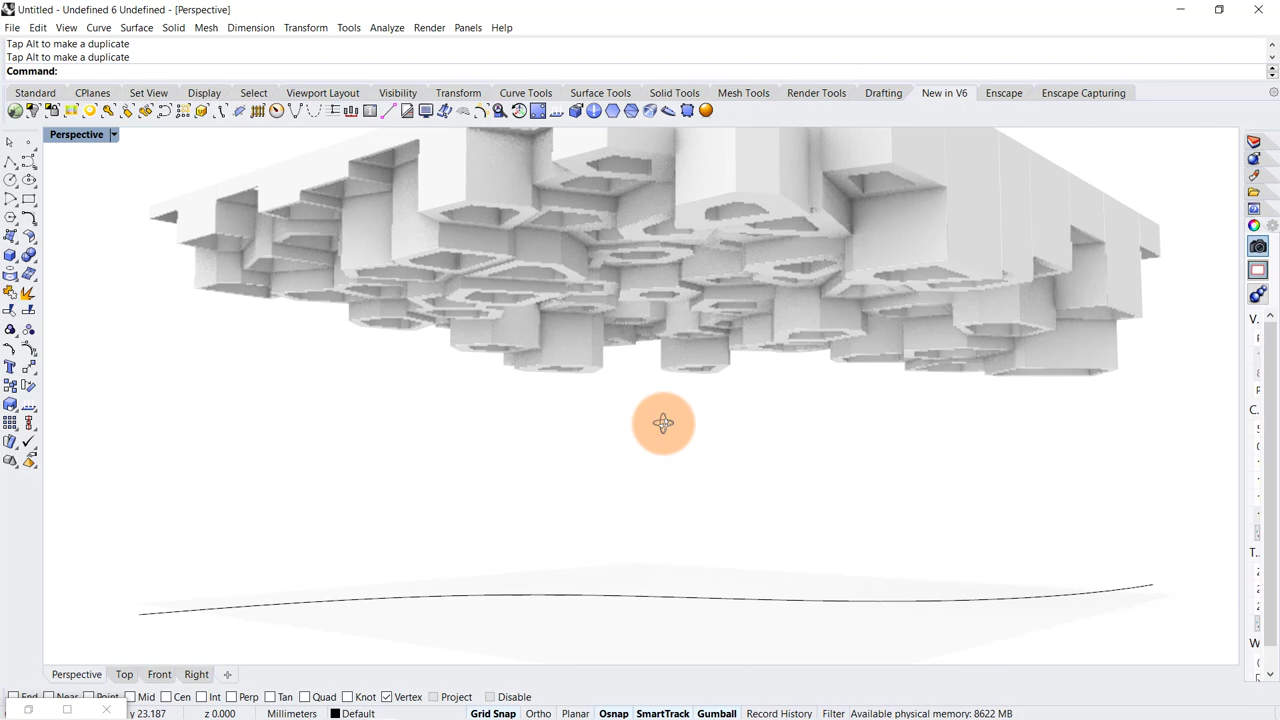 Untitled - Undefined 6 Undefined - [Perspective]
File Edit View Curve Surface Solid Mesh Dimension Transform Tools Analyze Render Panels Help
Tap Alt to make a duplicate
Tap Alt to make a duplicate
Command:
Standard CPlanes Set View Display Select Viewport Layout Visibility Transform Curve Tools Surface Tools Solid Tools Mesh Tools Render Tools Drafting New in V6 Enscape Enscape Capturing
Perspective
V.
C.
T..
W
Perspective Top Front Right
End Near Point Mid Cen Int Perp Tan Quad Knot Vertex Project Disable
y 23.187 z 0.000 Millimeters Default Grid Snap Ortho Planar Osnap SmartTrack Gumball Record History Filter Available physical memory: 8622 MB